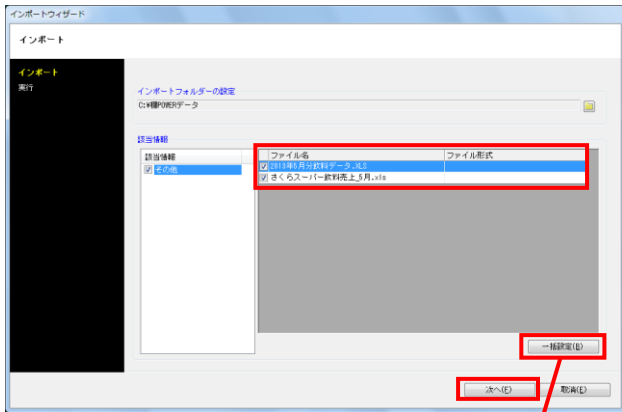 インポートウィザード
インポート
インポート
実行
インポートフォルダーの設定
C:¥棚POWERデータ
該当情報
該当情報
ファイル名
ファイル形式
その他
2013年5月分飲料データ.XLS
さくらスーパー飲料売上_5月.xls
一括設定(B)
次へ(F)
取消(E)